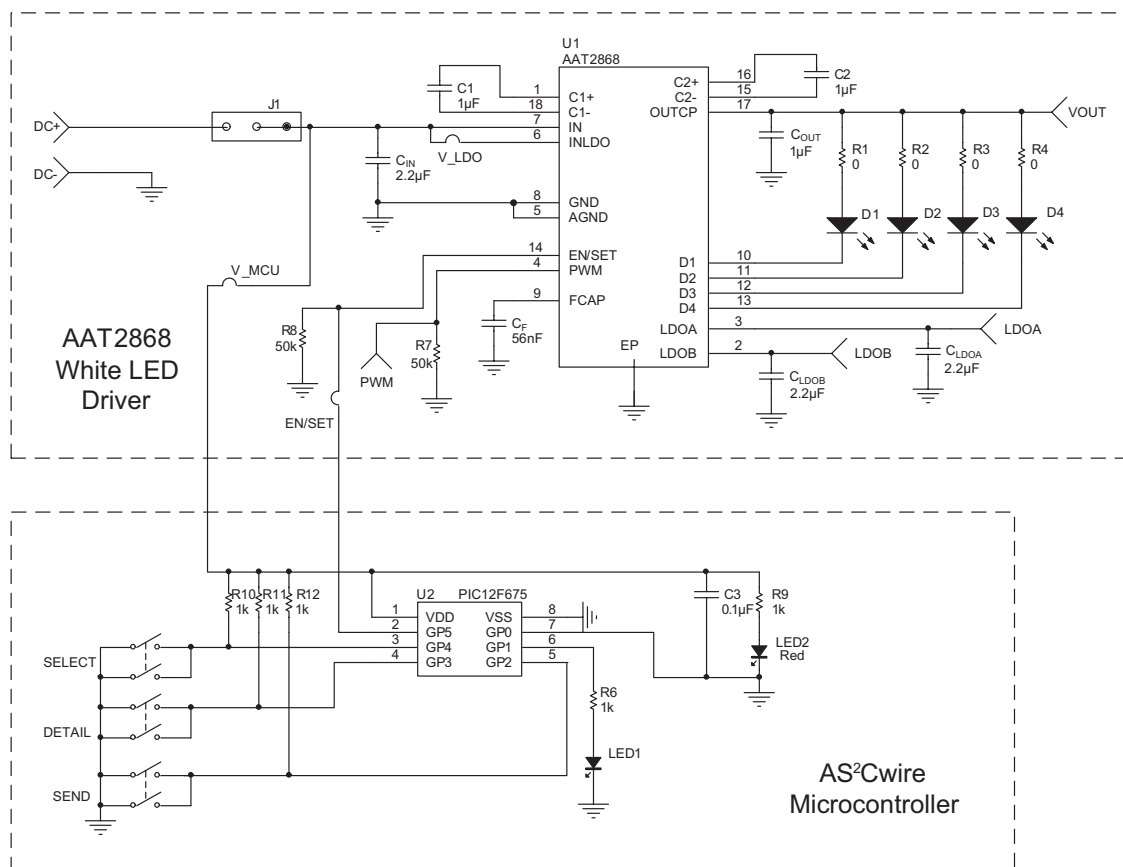 U1
AAT2868
C1
1µF
1
18
7
6
8
5
14
4
9
C1+
C1-
IN
INLDO
GND
AGND
EN/SET
PWM
FCAP
EP
C2+
C2-
OUTCP
D1
D2
D3
D4
LDOA
LDOB
16
15
17
10
11
12
13
3
2
C2
1µF
VOUT
COUT
1µF
R1
0
R2
0
R3
0
R4
0
D1
D2
D3
D4
LDOA
CLDOA
2.2µF
LDOB
CLDOB
2.2µF
J1
DC+
DC-
V_LDO
CIN
2.2µF
V_MCU
R8
50k
CF
56nF
R7
50k
PWM
EN/SET
AAT2868
White LED
Driver
R10
1k
R11
1k
R12
1k
U2
PIC12F675
1
2
3
4
VDD
GP5
GP4
GP3
VSS
GP0
GP1
GP2
8
7
6
5
C3
0.1µF
R9
1k
LED2
Red
R6
1k
LED1
SELECT
DETAIL
SEND
AS²Cwire
Microcontroller